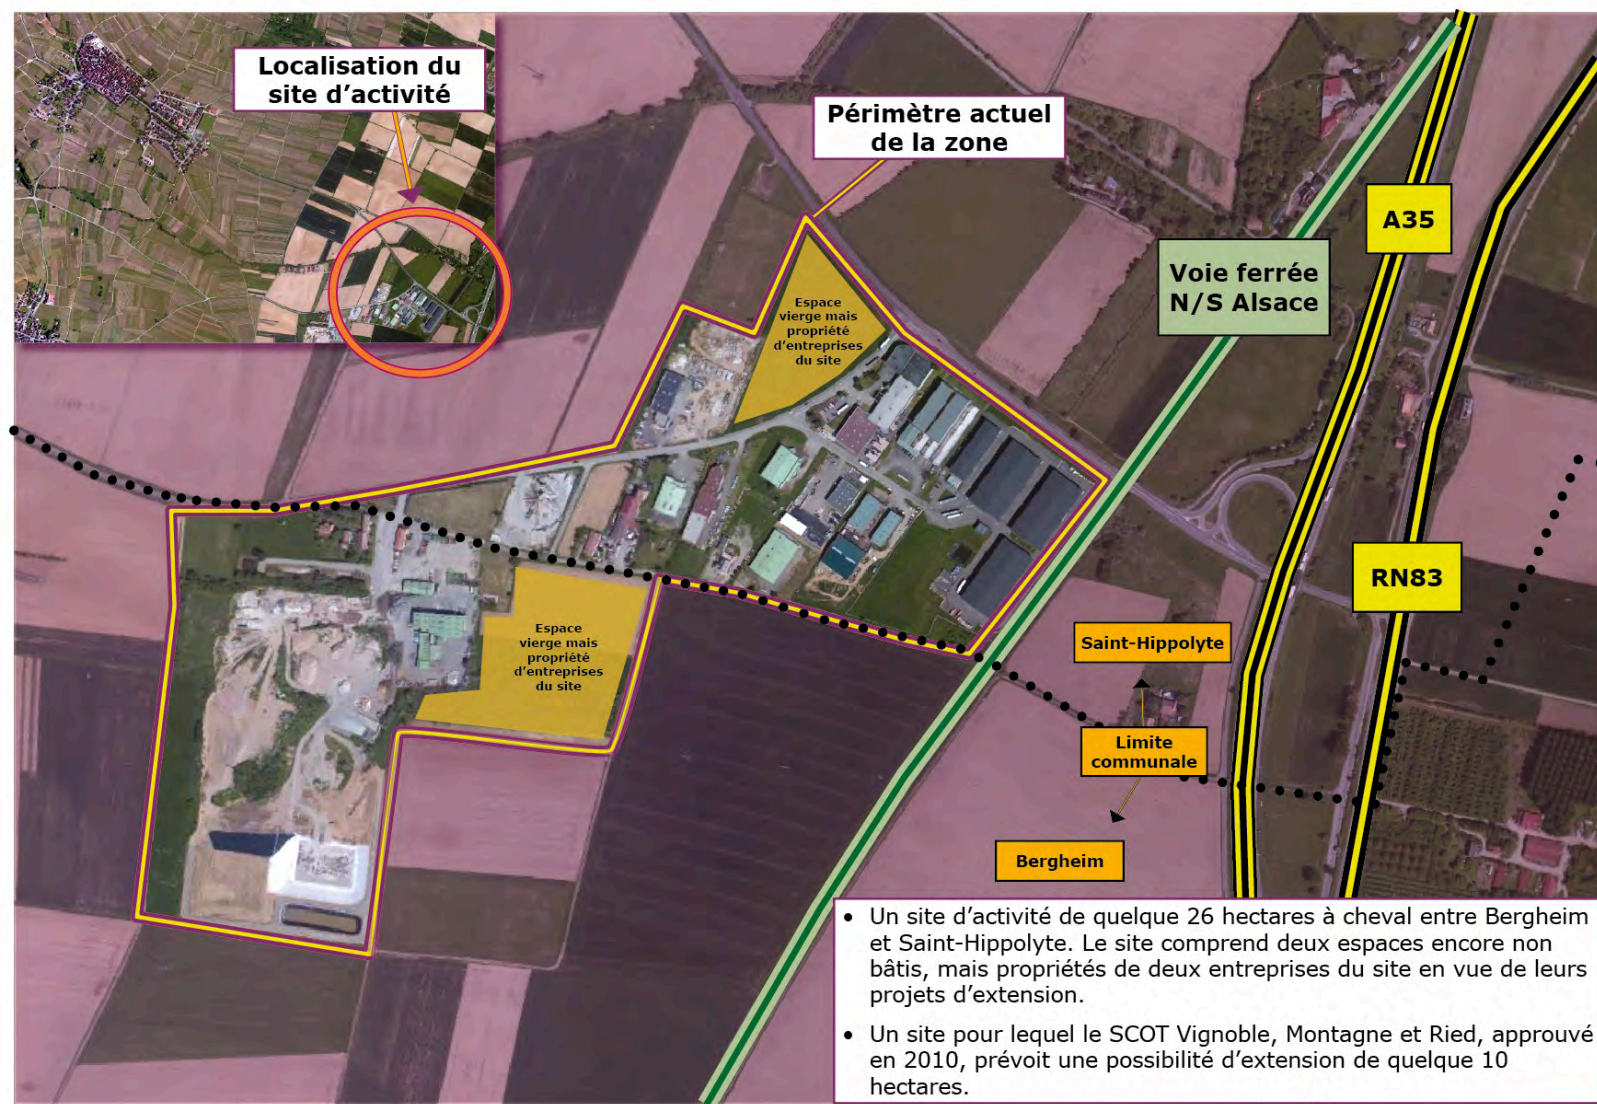 Localisation du
site d’activité
Périmètre actuel
de la zone
A35
Voie ferrée
N/S Alsace
Espace
vierge mais
propriété
d’entreprises
du site
RN83
Espace
vierge mais
propriété
d’entreprises
du site
Saint-Hippolyte
Limite
communale
Bergheim
• Un site d’activité de quelque 26 hectares à cheval entre Bergheim
et Saint-Hippolyte. Le site comprend deux espaces encore non
bâtis, mais propriétés de deux entreprises du site en vue de leurs
projets d’extension.
• Un site pour lequel le SCOT Vignoble, Montagne et Ried, approuvé
en 2010, prévoit une possibilité d’extension de quelque 10
hectares.